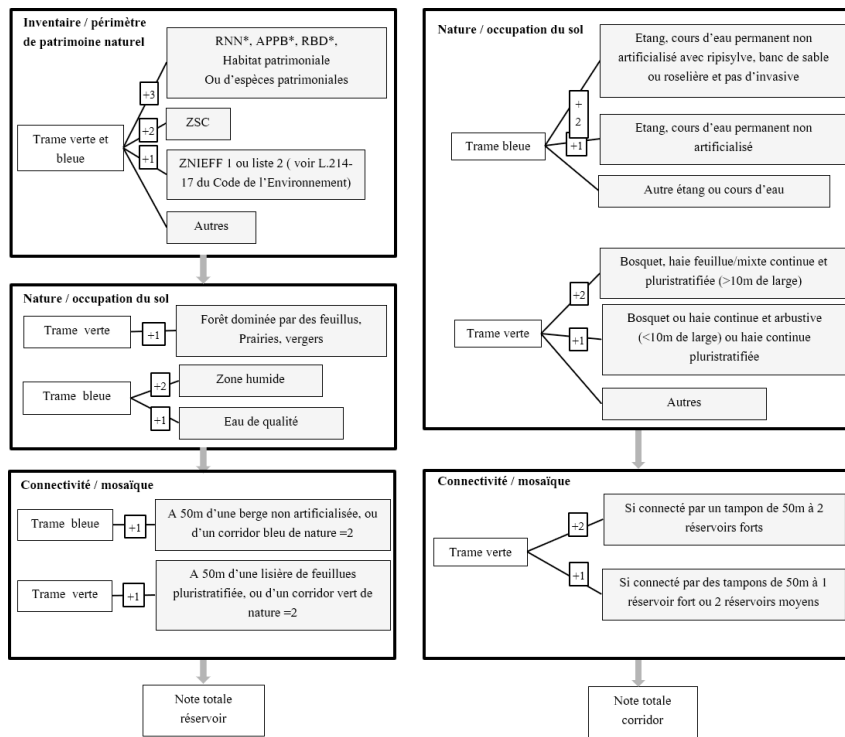 Inventaire / périmètre
de patrimoine naturel
RNN*, APPB*, RBD*,
Habitat patrimoniale
Ou d'espèces patrimoniales
+3
ZSC
+2
Trame verte et
bleue
+1
ZNIEFF 1 ou liste 2 ( voir L.214-
17 du Code de l'Environnement)
Autres
Nature / occupation du sol
Trame verte
+1
Forêt dominée par des feuillus,
Prairies, vergers
Trame bleue
+2
Zone humide
+1
Eau de qualité
Connectivité / mosaïque
Trame bleue
+1
A 50m d'une berge non artificialisée, ou
d'un corridor bleu de nature =2
Trame verte
+1
A 50m d'une lisière de feuillues
pluristratifiée, ou d'un corridor vert de
nature =2
Note totale
réservoir
Nature / occupation du sol
Etang, cours d'eau permanent non
artificialisé avec ripisylve, banc de sable
ou roselière et pas d'invasive
+
2
Trame bleue
+1
Etang, cours d'eau permanent non
artificialisé
Autre étang ou cours d'eau
Bosquet, haie feuillue/mixte continue et
pluristratifiée (>10m de large)
+2
Trame verte
+1
Bosquet ou haie continue et arbustive
(<10m de large) ou haie continue
pluristratifiée
Autres
Connectivité / mosaïque
+2
Si connecté par un tampon de 50m à 2
réservoirs forts
Trame verte
+1
Si connecté par des tampons de 50m à 1
réservoir fort ou 2 réservoirs moyens
Note totale
corridor